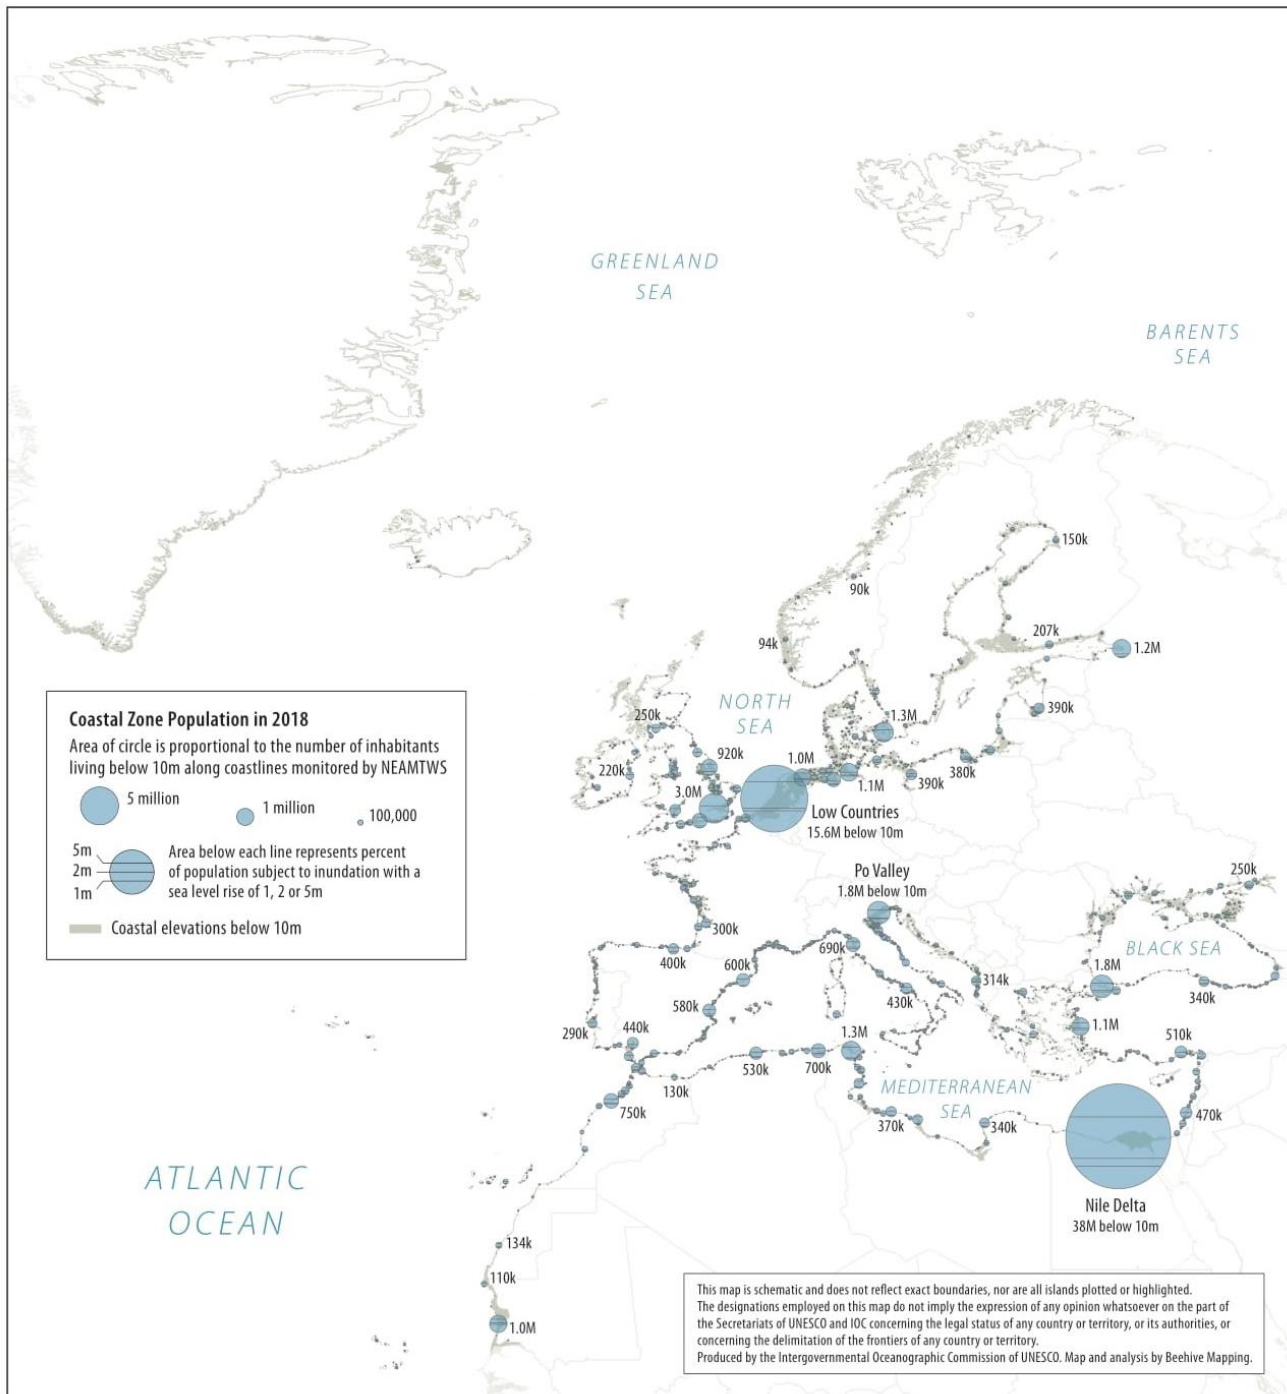 GREENLAND
SEA
BARENTS
SEA
150k
90k
207k
94k
1.2M
NORTH
SEA
390k
1.3M
250k
920k
1.0M
220k
1.1M
390k
380k
3.0M
Low Countries
15.6M below 10m
Coastal Zone Population in 2018
Area of circle is proportional to the number of inhabitants
living below 10m along coastlines monitored by NEAMTWS
5 million
1 million
100,000
5m
2m
1m
Area below each line represents percent
of population subject to inundation with a
sea level rise of 1, 2 or 5m
Coastal elevations below 10m
Po Valley
1.8M below 10m
250k
300k
BLACK SEA
400k
690k
600k
1.8M
314k
340k
430k
580k
290k
440k
1.3M
1.1M
510k
530k
700k
130k
MEDITERRANEAN
SEA
750k
370k
340k
470k
ATLANTIC
OCEAN
Nile Delta
38M below 10m
134k
110k
1.0M
This map is schematic and does not reflect exact boundaries, nor are all islands plotted or highlighted.
The designations employed on this map do not imply the expression of any opinion whatsoever on the part of
the Secretariats of UNESCO and IOC concerning the legal status of any country or territory, or its authorities, or
concerning the delimitation of the frontiers of any country or territory.
Produced by the Intergovernmental Oceanographic Commission of UNESCO. Map and analysis by Beehive Mapping.